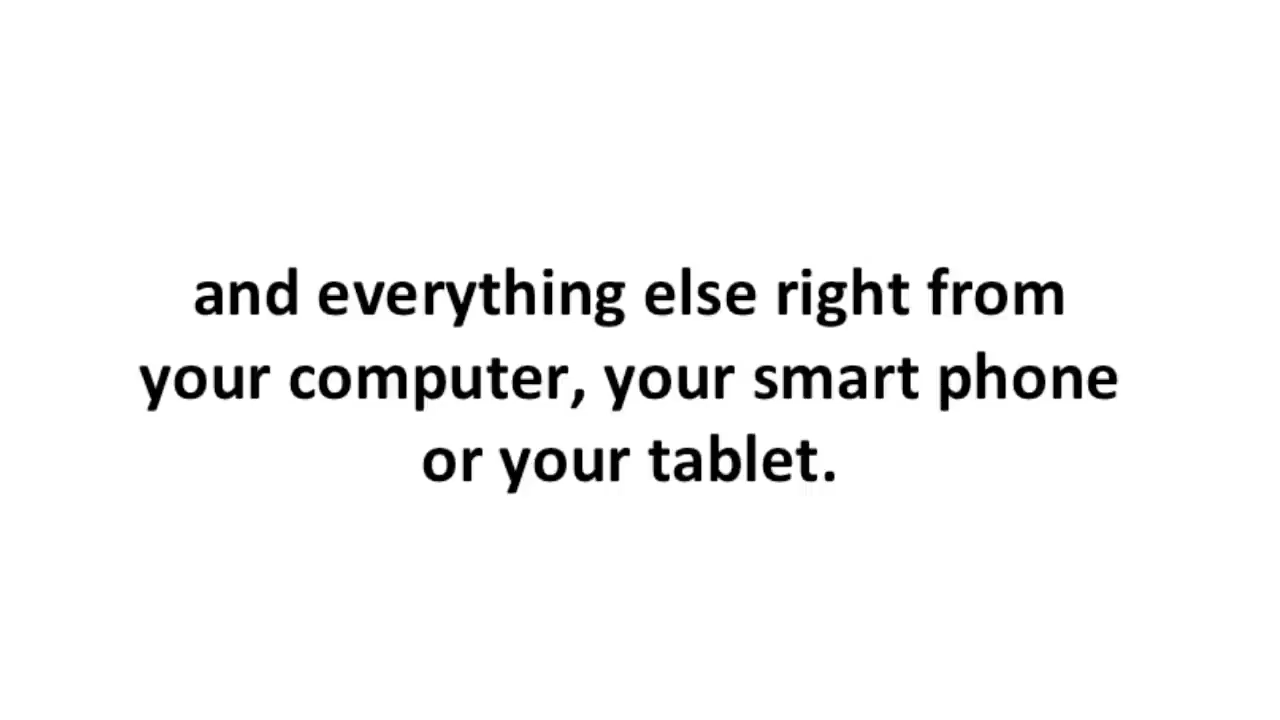 and everything else right from
your computer, your smart phone
or your tablet.